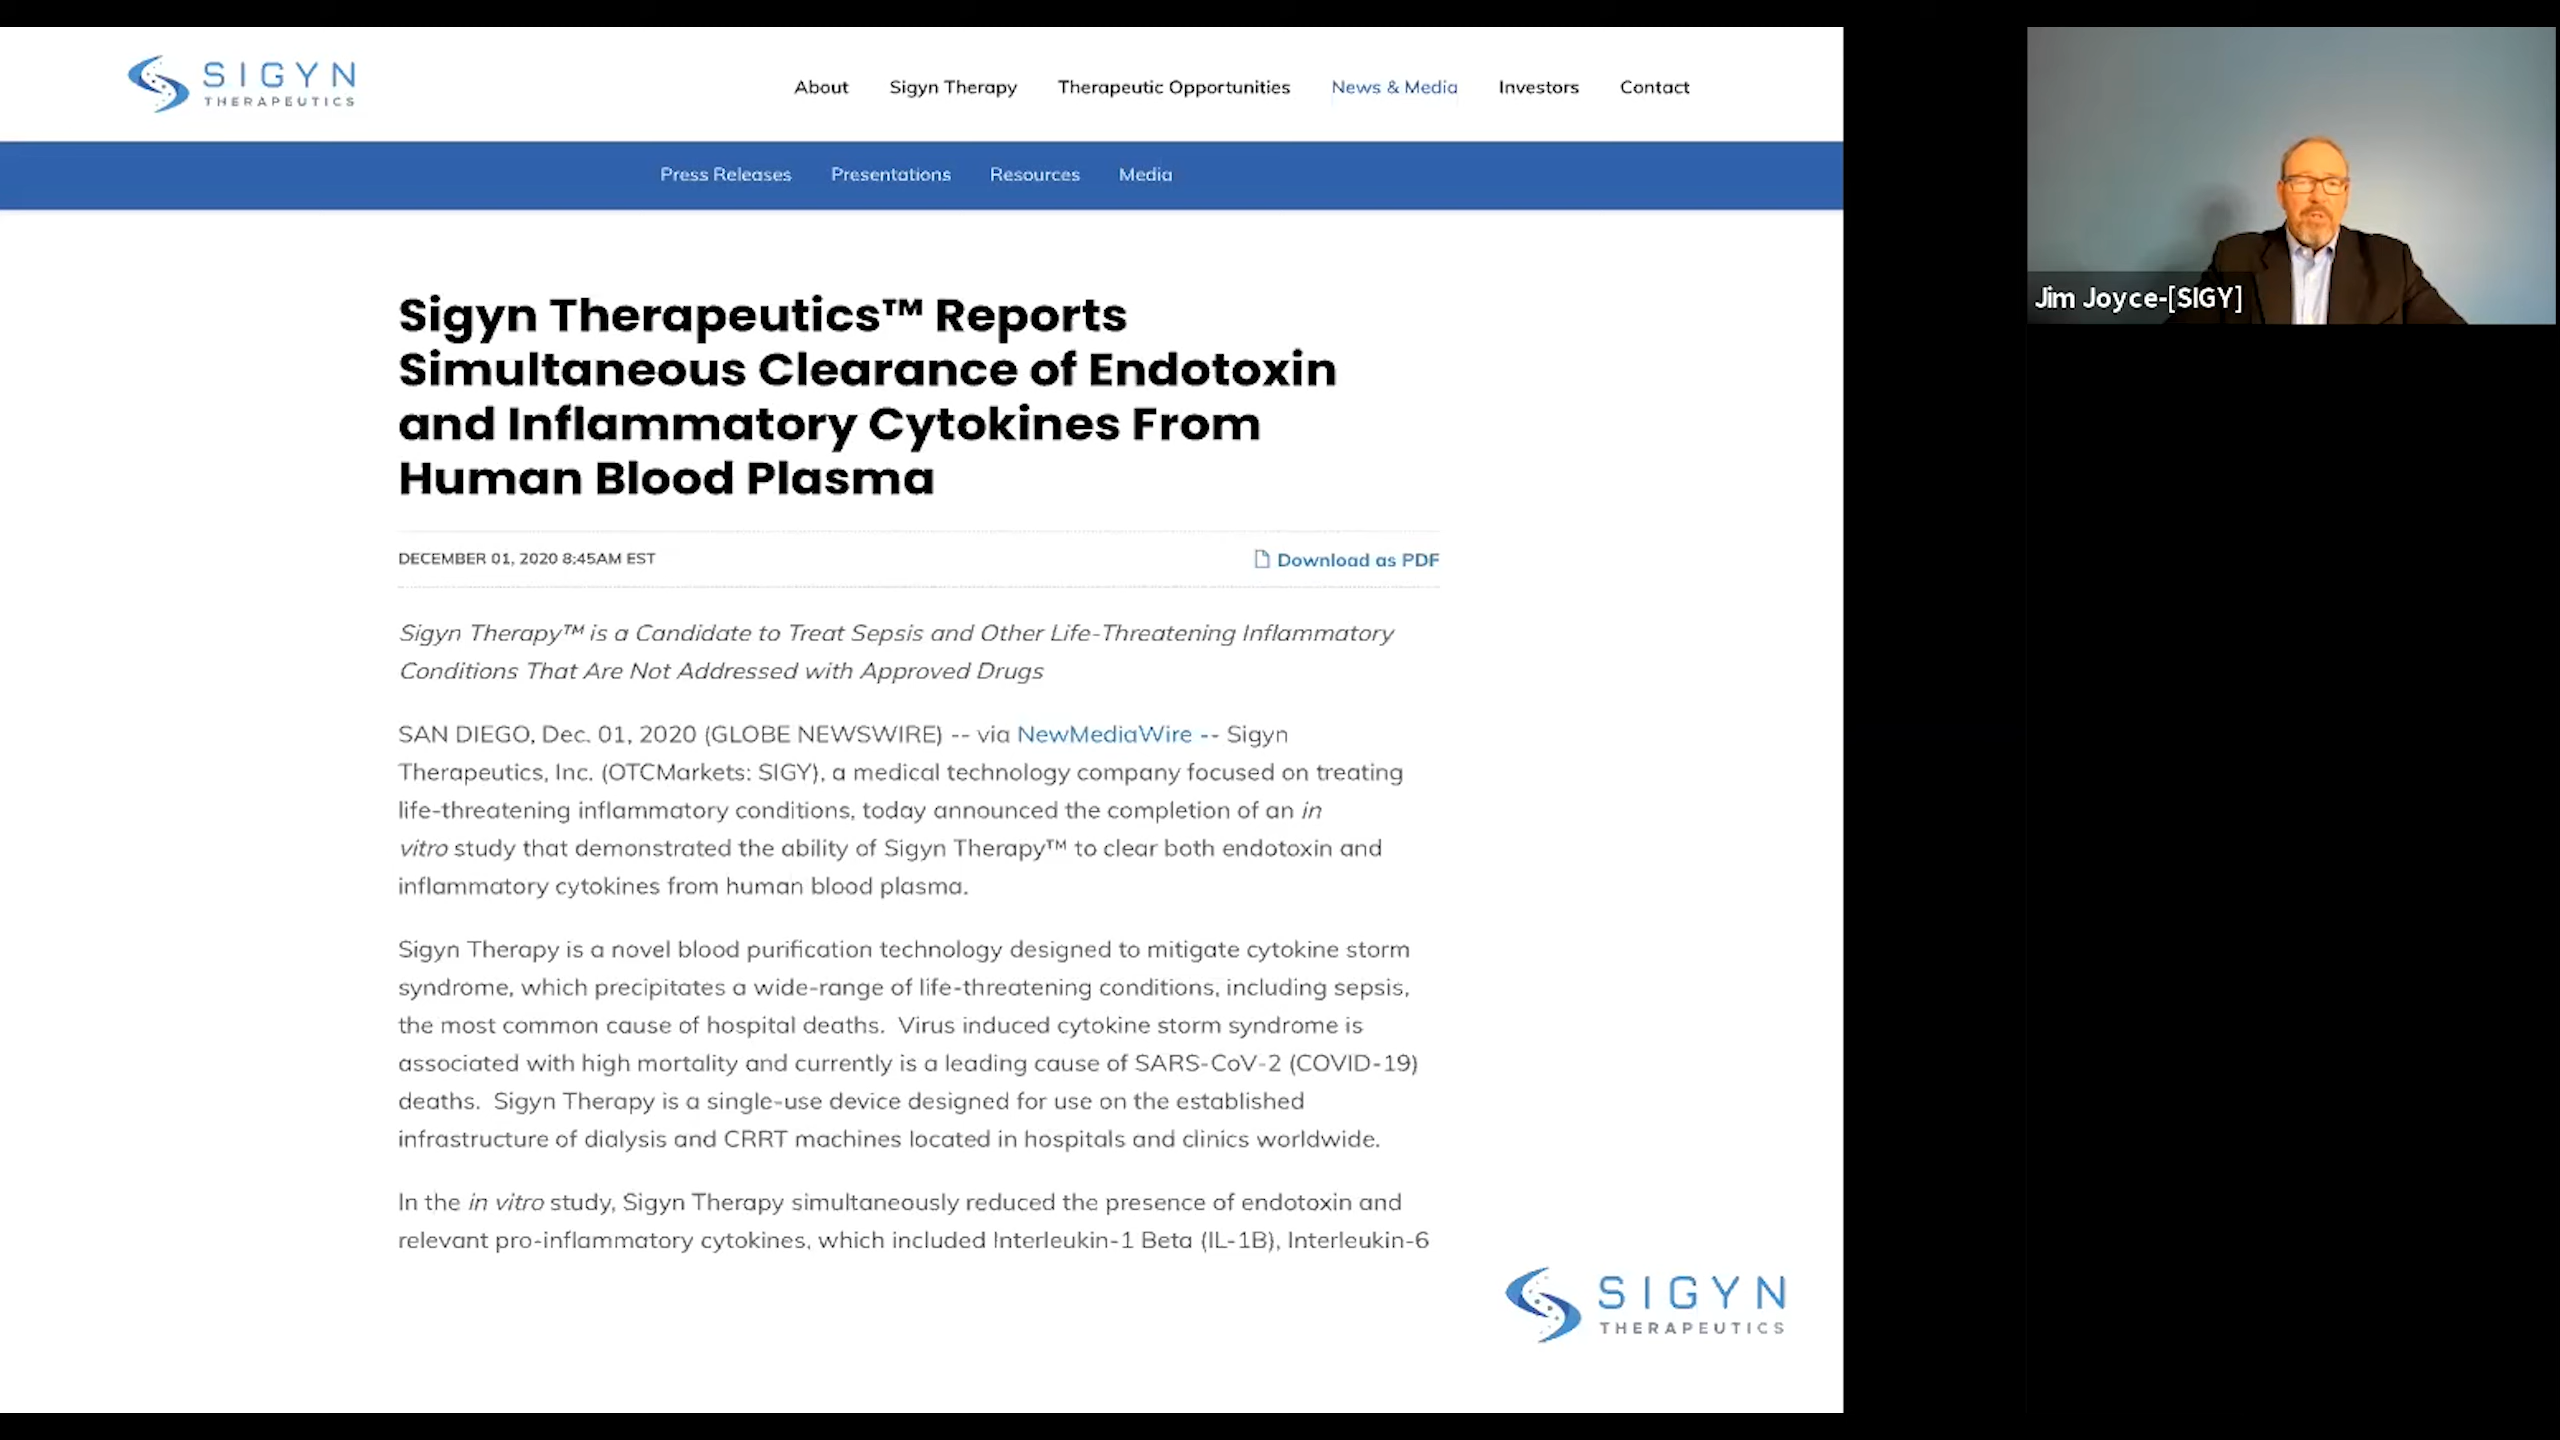 SIGYN
THERAPEUTICS
About Sigyn Therapy Therapeutic Opportunities News & Media Investors Contact
Press Releases Presentations Resources Media
Sigyn Therapeutics™ Reports
Simultaneous Clearance of Endotoxin
and Inflammatory Cytokines From
Human Blood Plasma
DECEMBER 01, 2020 8:45AM EST
Download as PDF
Sigyn Therapy™ is a Candidate to Treat Sepsis and Other Life-Threatening Inflammatory
Conditions That Are Not Addressed with Approved Drugs
SAN DIEGO, Dec. 01, 2020 (GLOBE NEWSWIRE) -- via NewMediaWire -- Sigyn
Therapeutics, Inc. (OTCMarkets: SIGY), a medical technology company focused on treating
life-threatening inflammatory conditions, today announced the completion of an in
vitro study that demonstrated the ability of Sigyn Therapy™ to clear both endotoxin and
inflammatory cytokines from human blood plasma.
Sigyn Therapy is a novel blood purification technology designed to mitigate cytokine storm
syndrome, which precipitates a wide-range of life-threatening conditions, including sepsis,
the most common cause of hospital deaths. Virus induced cytokine storm syndrome is
associated with high mortality and currently is a leading cause of SARS-CoV-2 (COVID-19)
deaths. Sigyn Therapy is a single-use device designed for use on the established
infrastructure of dialysis and CRRT machines located in hospitals and clinics worldwide.
In the in vitro study, Sigyn Therapy simultaneously reduced the presence of endotoxin and
relevant pro-inflammatory cytokines, which included Interleukin-1 Beta (IL-1B), Interleukin-6
SIGYN
THERAPEUTICS
Jim Joyce-[SIGY]